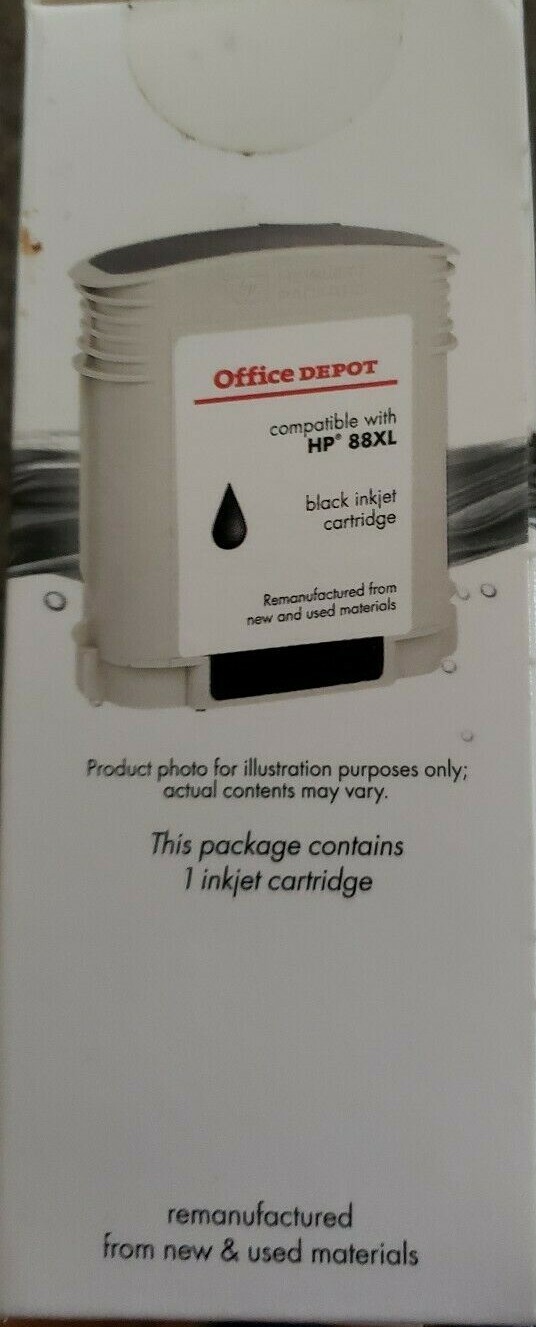 Office DEPOT
compatible with
HP® 88XL
black inkjet
cartridge
Remanufactured from
new and used materials
Product photo for illustration purposes only;
actual contents may vary.
This package contains
1 inkjet cartridge
remanufactured
from new & used materials